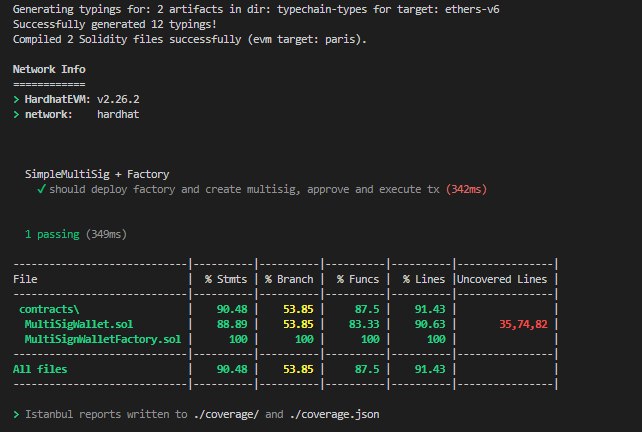 Generating typings for: 2 artifacts in dir: typechain-types for target: ethers-v6
Successfully generated 12 typings!
Compiled 2 Solidity files successfully (evm target: paris).
Network Info
============
> HardhatEVM: v2.26.2
> network:    hardhat
SimpleMultiSig + Factory
✓ should deploy factory and create multisig, approve and execute tx (342ms)
1 passing (349ms)
----------------------------|----------|----------|----------|----------|----------------|
File                        |  % Stmts | % Branch |  % Funcs |  % Lines |Uncovered Lines |
----------------------------|----------|----------|----------|----------|----------------|
 contracts\                 |    90.48 |    53.85 |     87.5 |    91.43 |                |
  MultiSigWallet.sol        |    88.89 |    53.85 |    83.33 |    90.63 |       35,74,82 |
  MultiSignWalletFactory.sol |      100 |      100 |      100 |      100 |                |
----------------------------|----------|----------|----------|----------|----------------|
All files                   |    90.48 |    53.85 |     87.5 |    91.43 |                |
----------------------------|----------|----------|----------|----------|----------------|
> Istanbul reports written to ./coverage/ and ./coverage.json